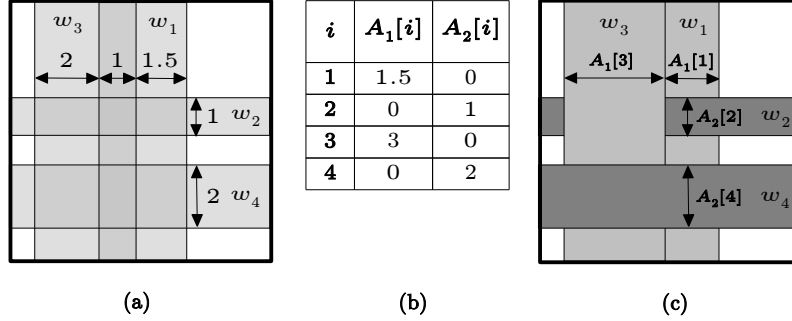 w₃ w₁
2 1 1.5
1 w₂
2 w₄
(a)
i A₁[i] A₂[i]
1 1.5 0
2 0 1
3 3 0
4 0 2
(b)
w₃ w₁
A₁[3] A₁[1]
A₂[2] w₂
A₂[4] w₄
(c)